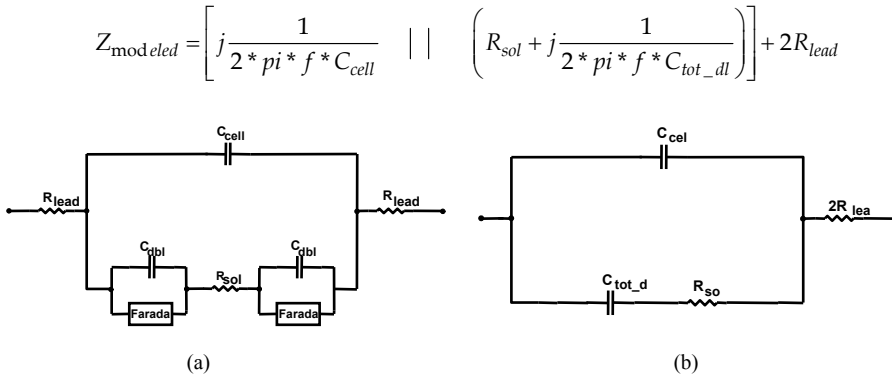 Z_modeled = [ j 1/(2*pi*f*C_cell) | | ( R_sol + j 1/(2*pi*f*C_tot_dl) ) ] + 2R_lead
C_cell
R_lead
R_lead
C_dbl
C_dbl
R_sol
Farada
Farada
(a)
C_cel
2R_lea
C_tot_d
R_so
(b)